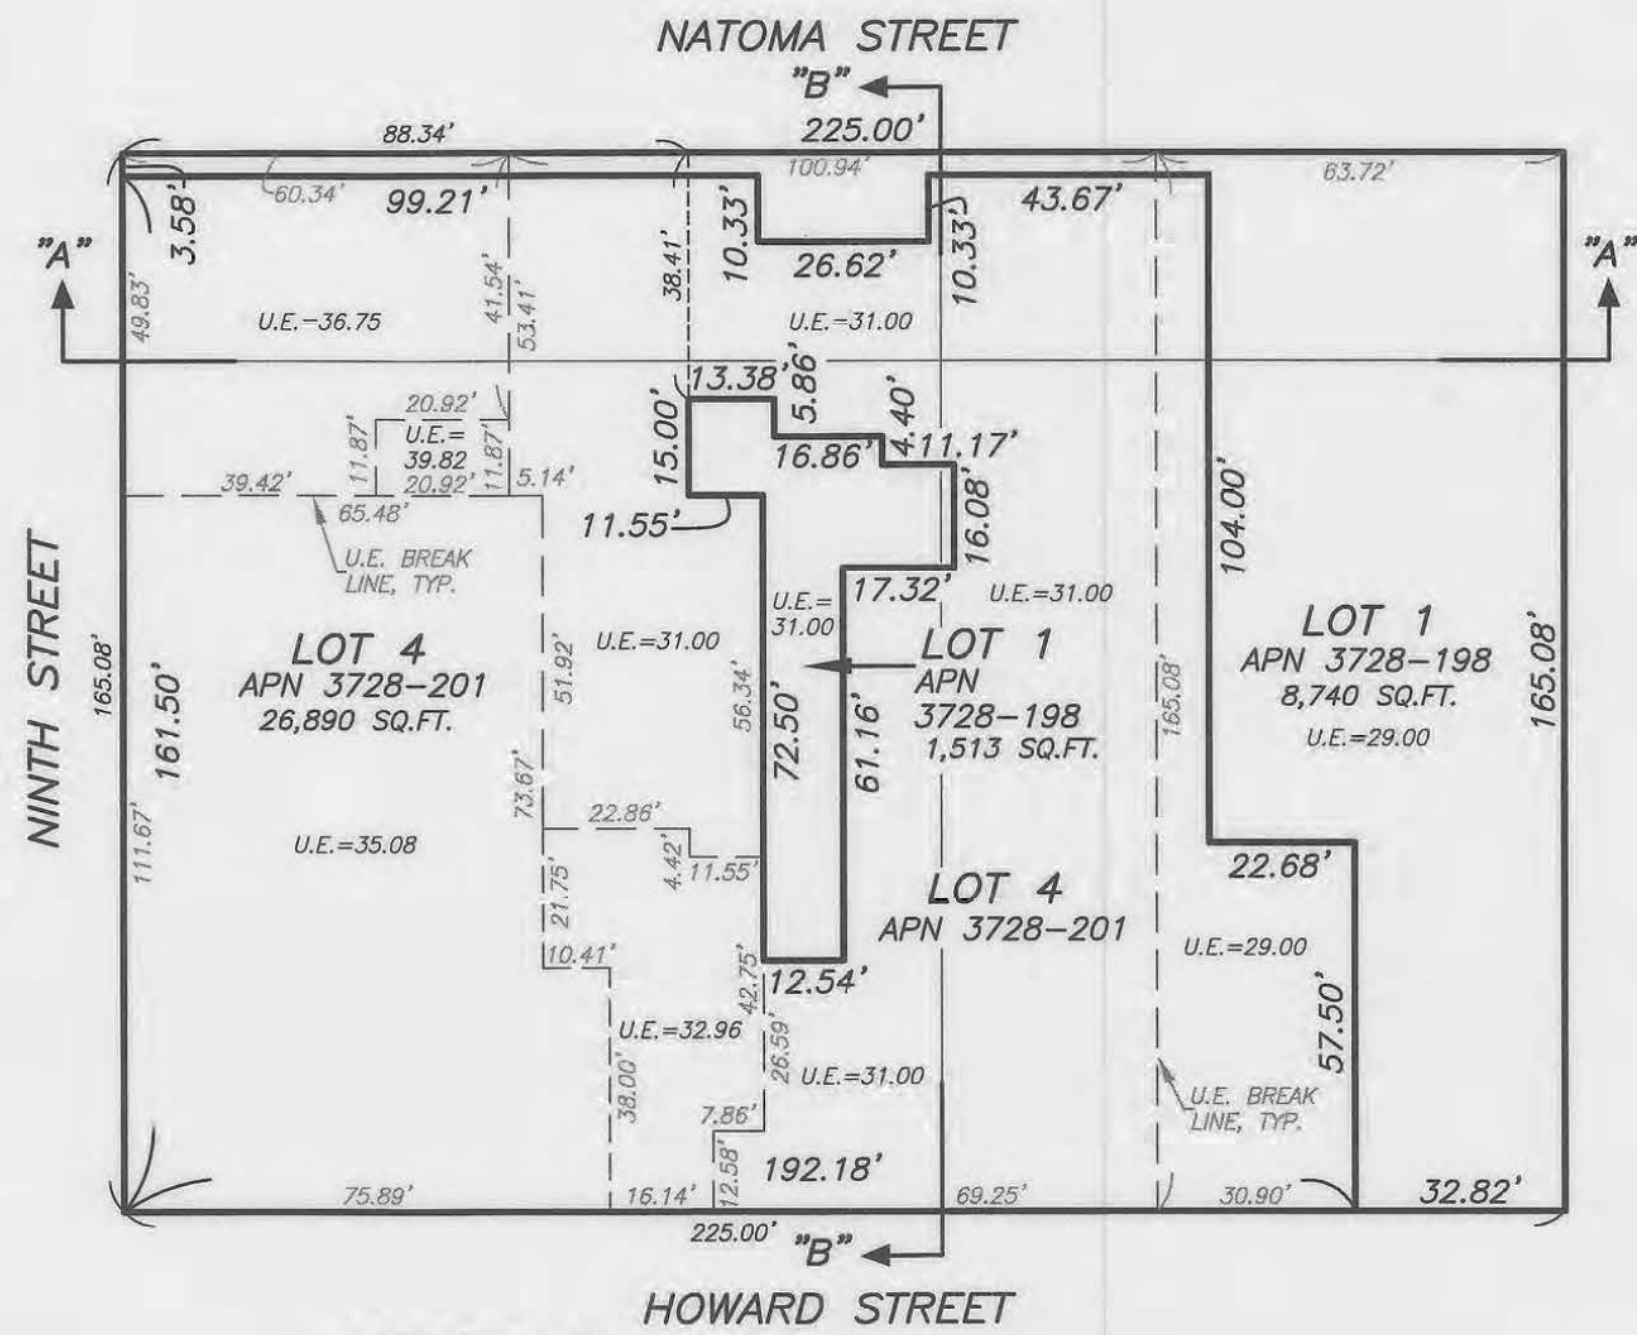 NATOMA STREET
"B"
88.34'
225.00'
60.34'
100.94'
63.72'
3.58'
99.21'
10.33'
26.62'
10.33'
43.67'
"A"
"A"
49.83'
41.54'
53.41'
38.41'
U.E.=36.75
U.E.=31.00
13.38'
5.86'
4.40'
11.17'
15.00'
16.86'
16.08'
20.92'
11.87'
U.E.=
39.82
11.87'
20.92'
39.42'
5.14'
65.48'
11.55'
U.E. BREAK
LINE, TYP.
104.00'
17.32'
U.E.=
31.00
U.E.=31.00
NINTH STREET
165.08'
161.50'
111.67'
LOT 4
APN 3728-201
26,890 SQ.FT.
U.E.=31.00
51.92'
56.34'
72.50'
61.16'
LOT 1
APN
3728-198
1,513 SQ.FT.
165.08'
LOT 1
APN 3728-198
8,740 SQ.FT.
U.E.=29.00
165.08'
73.67'
22.86'
U.E.=35.08
4.42'
11.55'
21.75'
10.41'
22.68'
LOT 4
APN 3728-201
U.E.=29.00
42.75'
12.54'
U.E.=32.96
26.59'
U.E.=31.00
38.00'
57.50'
7.86'
12.58'
U.E. BREAK
LINE, TYP.
192.18'
75.89'
16.14'
69.25'
30.90'
32.82'
225.00'
"B"
HOWARD STREET